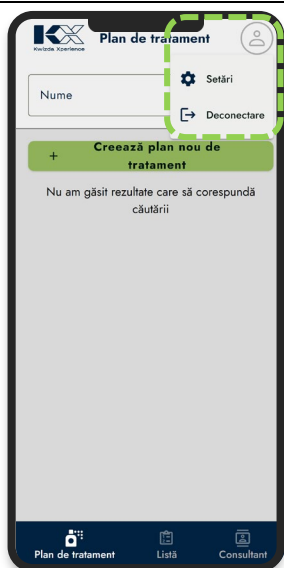 KX
Kwizda Xperience
Plan de tratament
Setări
Nume
Deconectare
+ Creează plan nou de
tratament
Nu am găsit rezultate care să corespundă
căutării
Plan de tratament
Listă
Consultant